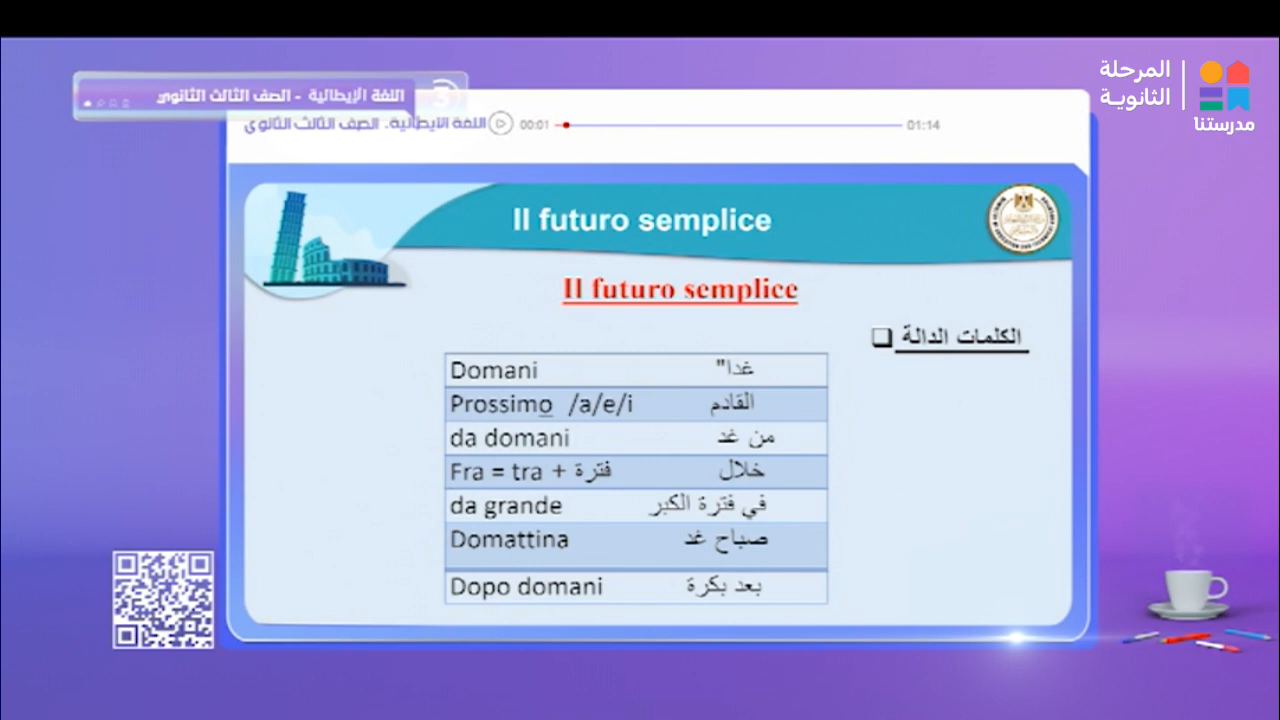 المرحلة
الثانوية
مدرستنا
اللغة الإيطالية - الصف الثالث الثانوي
اللغة الإيطالية. الصف الثالث الثانوي
00:01
01:14
Il futuro semplice
Il futuro semplice
الكلمات الدالة
Domani غدا"
Prossimo /a/e/i القادم
da domani من غد
Fra = tra + فترة خلال
da grande في فترة الكبر
Domattina صباح غد
Dopo domani بعد بكرة